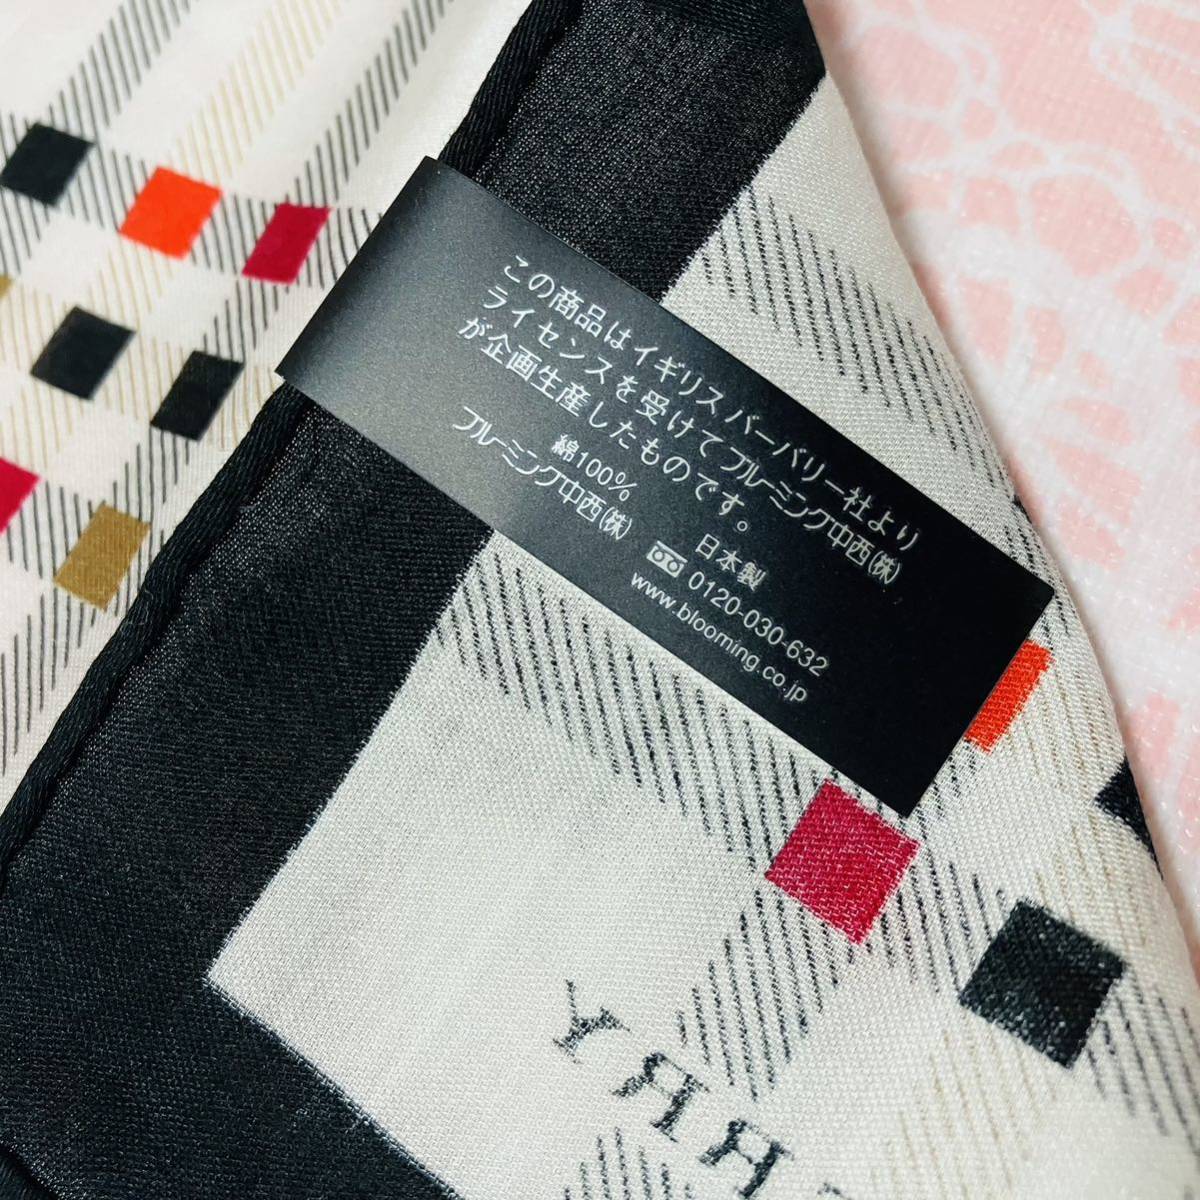 この商品はイギリス バーバリー社より
ライセンスを受けてブルーミング中西(株)
が企画生産したものです。
綿100% 日本製
ブルーミング中西(株) 0120-030-632
www.blooming.co.jp